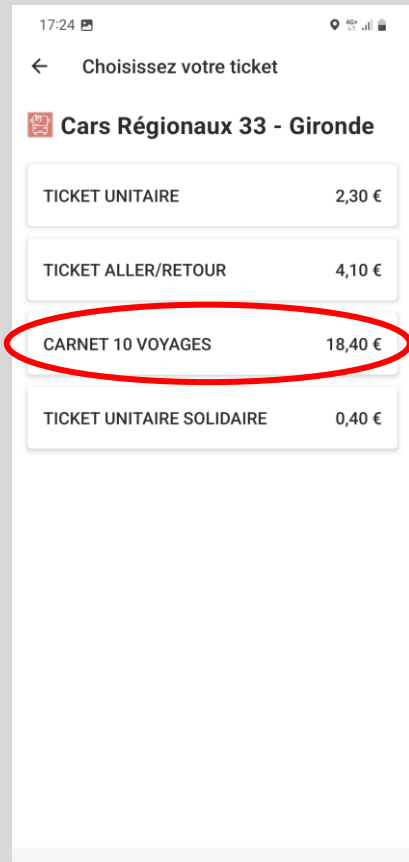 17:24
Choisissez votre ticket
Cars Régionaux 33 - Gironde
TICKET UNITAIRE 2,30 €
TICKET ALLER/RETOUR 4,10 €
CARNET 10 VOYAGES 18,40 €
TICKET UNITAIRE SOLIDAIRE 0,40 €